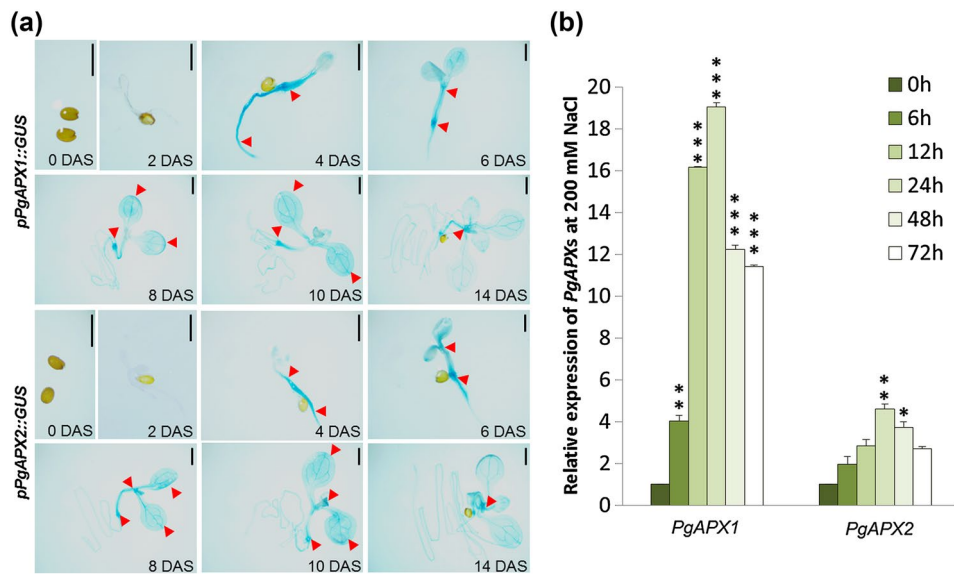 (a)
pPgAPX1::GUS
0 DAS
2 DAS
4 DAS
6 DAS
8 DAS
10 DAS
14 DAS
pPgAPX2::GUS
0 DAS
2 DAS
4 DAS
6 DAS
8 DAS
10 DAS
14 DAS
(b)
Relative expression of PgAPXs at 200 mM NaCl
20
18
16
14
12
10
8
6
4
2
0
**
***
***
***
***
**
*
PgAPX1
PgAPX2
0h
6h
12h
24h
48h
72h